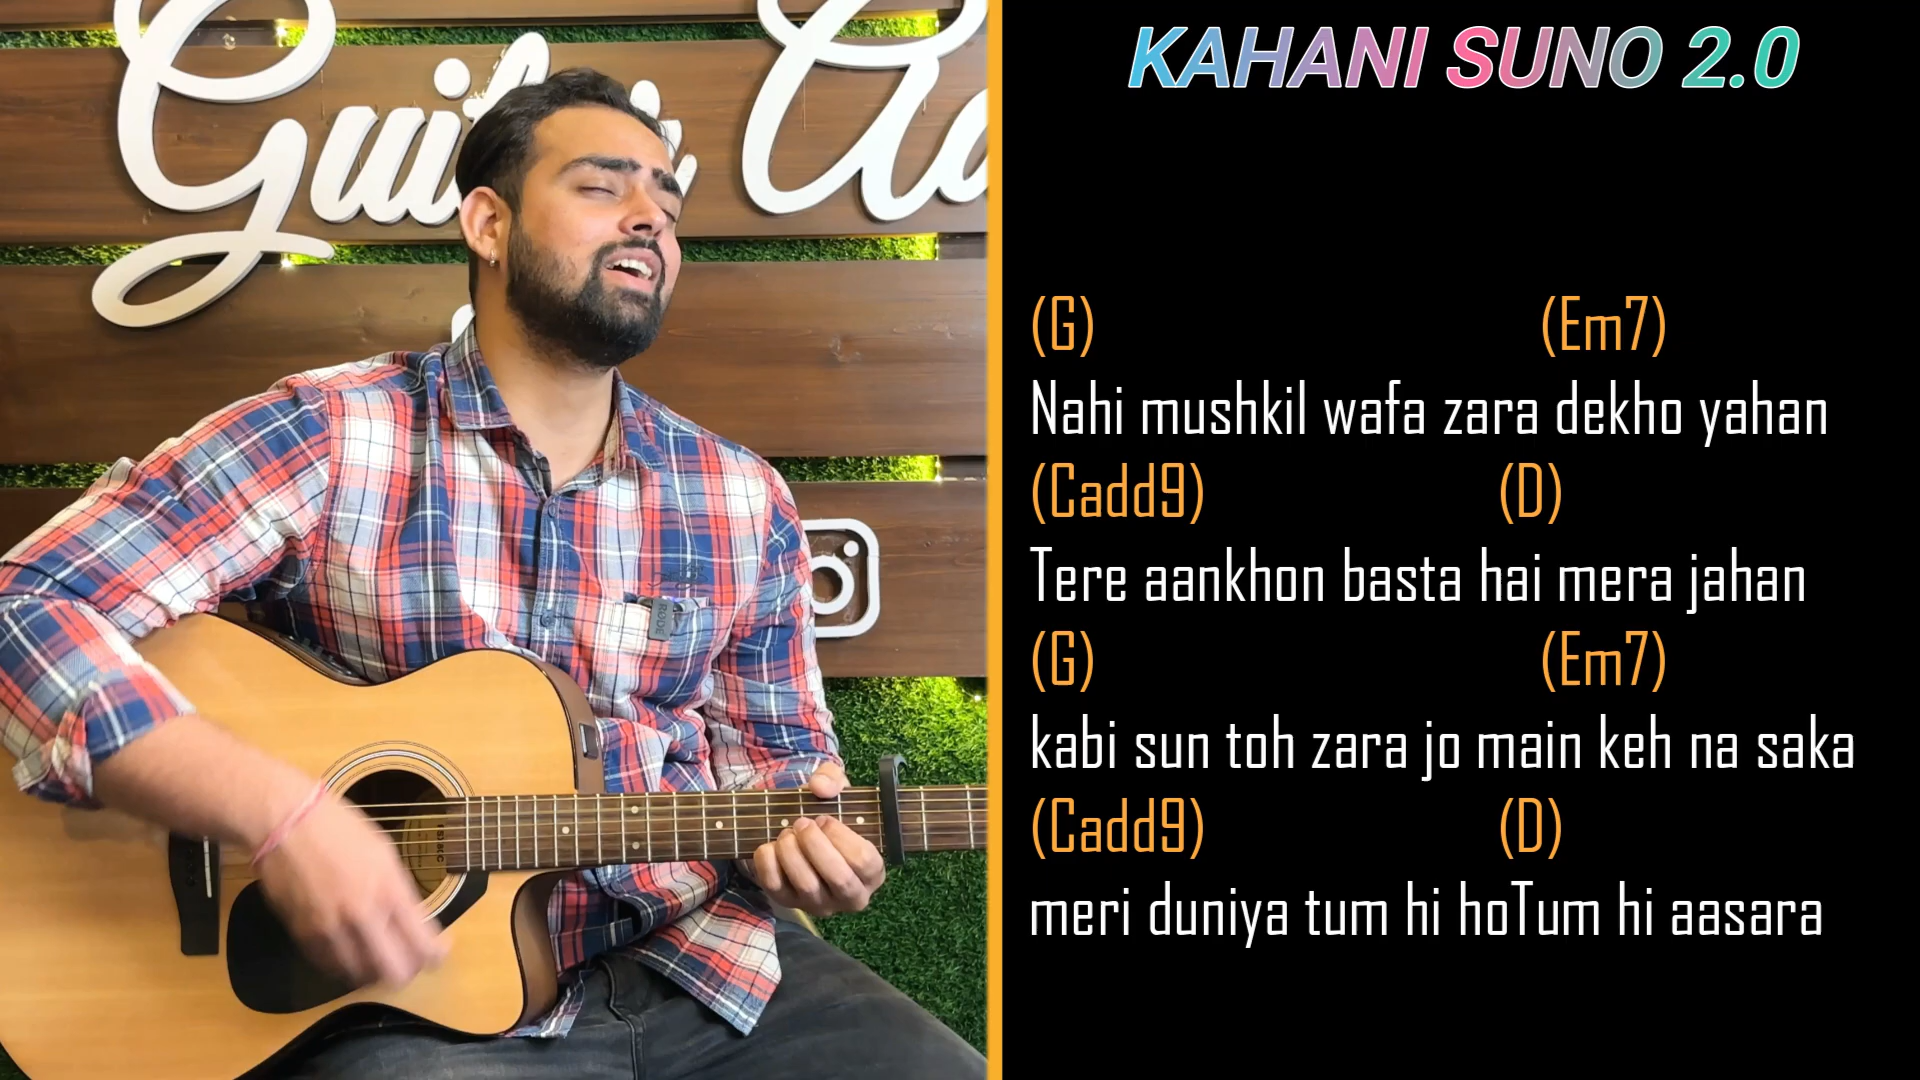 KAHANI SUNO 2.0
(G) (Em7)
Nahi mushkil wafa zara dekho yahan
(Cadd9) (D)
Tere aankhon basta hai mera jahan
(G) (Em7)
kabi sun toh zara jo main keh na saka
(Cadd9) (D)
meri duniya tum hi hoTum hi aasara
RODE